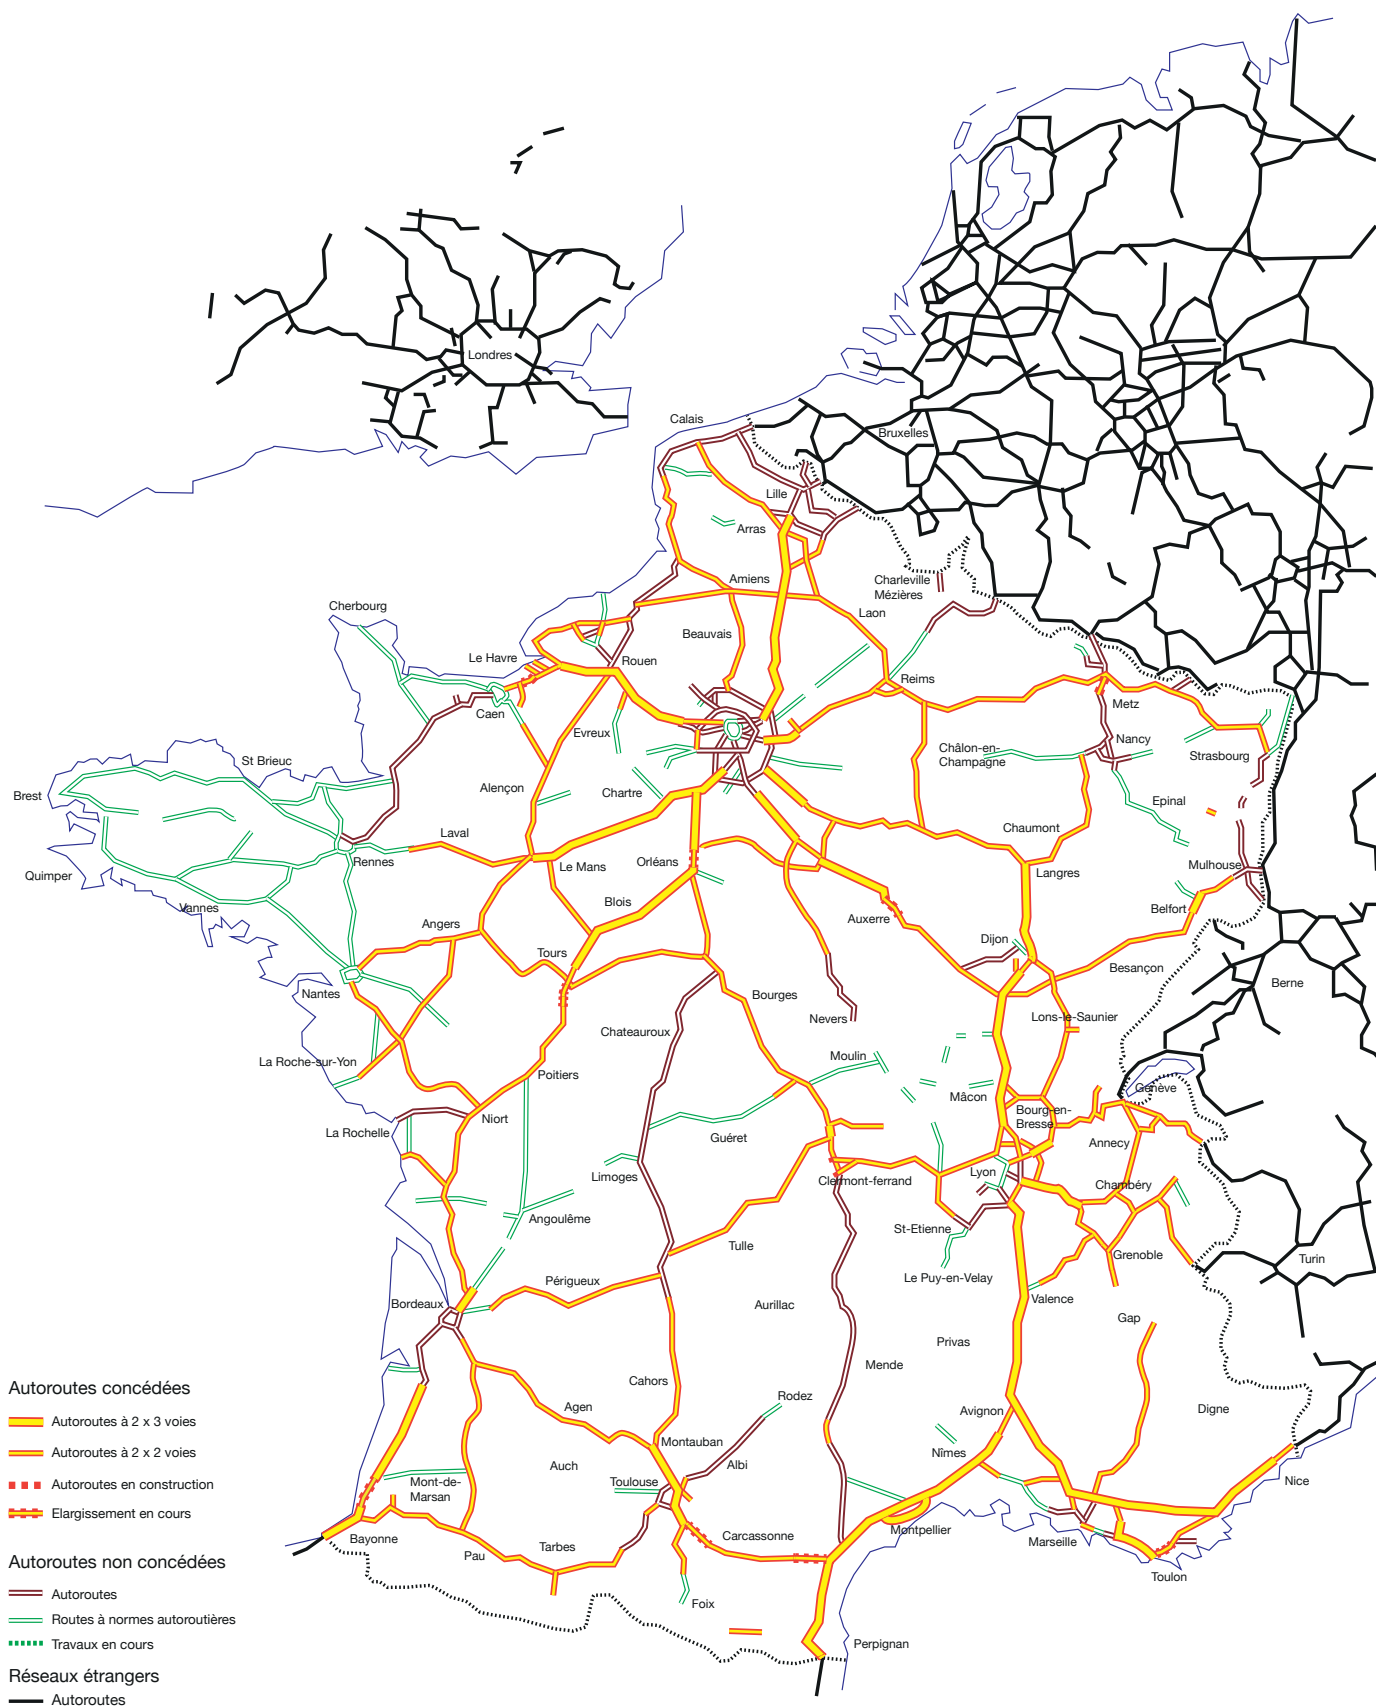 Londres
Calais
Bruxelles
Lille
Arras
Amiens
Charleville
Mézières
Laon
Cherbourg
Beauvais
Le Havre
Rouen
Reims
Caen
Metz
Evreux
Nancy
Châlon-en-
Champagne
Strasbourg
St Brieuc
Brest
Alençon
Chartre
Epinal
Laval
Chaumont
Rennes
Le Mans
Orléans
Mulhouse
Langres
Quimper
Blois
Vannes
Auxerre
Belfort
Angers
Dijon
Tours
Besançon
Berne
Nantes
Bourges
Nevers
Lons-le-Saunier
Chateauroux
La Roche-sur-Yon
Moulin
Poitiers
Genève
Mâcon
Bourg-en-
Bresse
Niort
La Rochelle
Guéret
Annecy
Limoges
Clermont-ferrand
Lyon
Chambéry
Angoulême
St-Etienne
Tulle
Grenoble
Turin
Périgueux
Le Puy-en-Velay
Bordeaux
Valence
Aurillac
Gap
Privas
Mende
Cahors
Rodez
Agen
Avignon
Digne
Montauban
Nîmes
Auch
Albi
Toulouse
Mont-de-
Marsan
Nice
Bayonne
Carcassonne
Montpellier
Marseille
Tarbes
Pau
Toulon
Foix
Perpignan
Autoroutes concédées
Autoroutes à 2 x 3 voies
Autoroutes à 2 x 2 voies
Autoroutes en construction
Elargissement en cours
Autoroutes non concédées
Autoroutes
Routes à normes autoroutières
Travaux en cours
Réseaux étrangers
Autoroutes